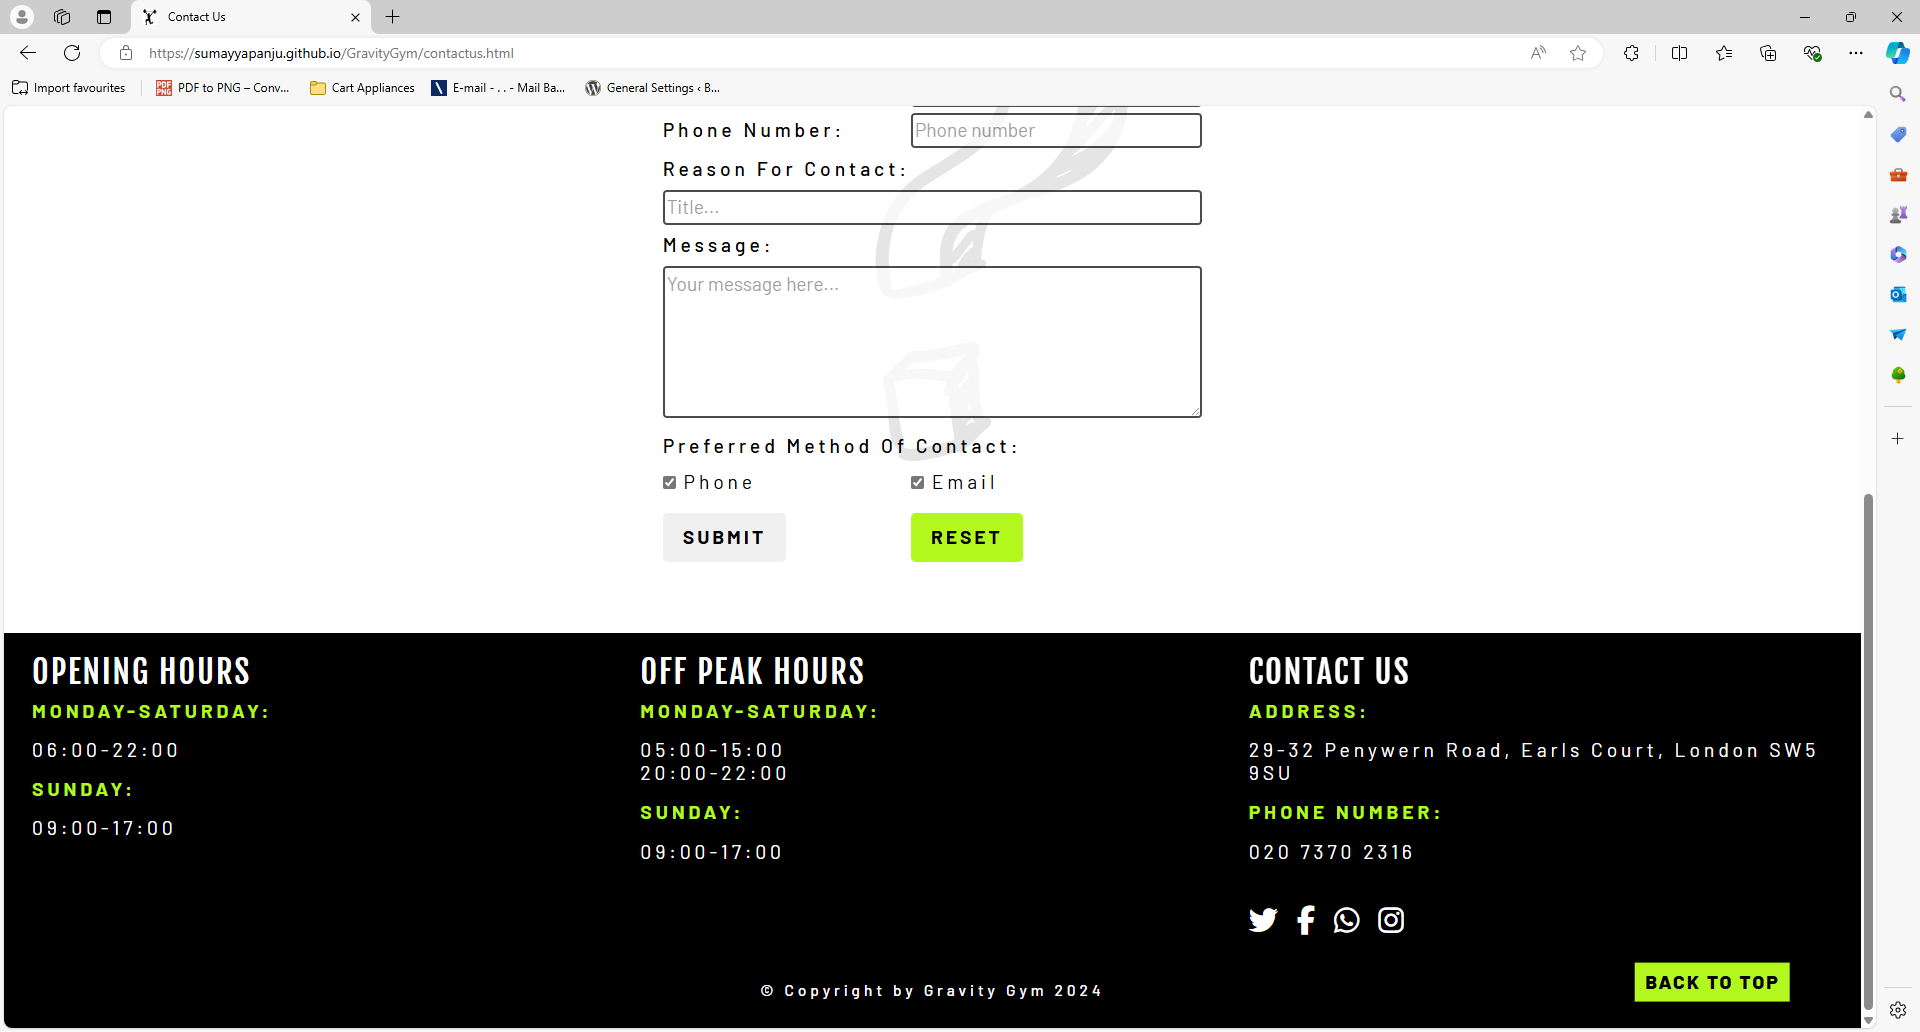 Contact Us
https://sumayyapanju.github.io/GravityGym/contactus.html
Import favourites
PDF to PNG – Conv...
Cart Appliances
E-mail - . . - Mail Ba...
General Settings ‹ B...
Phone Number:
Phone number
Reason For Contact:
Title...
Message:
Your message here...
Preferred Method Of Contact:
Phone
Email
SUBMIT
RESET
OPENING HOURS
MONDAY-SATURDAY:
06:00-22:00
SUNDAY:
09:00-17:00
OFF PEAK HOURS
MONDAY-SATURDAY:
05:00-15:00
20:00-22:00
SUNDAY:
09:00-17:00
CONTACT US
ADDRESS:
29-32 Penywern Road, Earls Court, London SW5
9SU
PHONE NUMBER:
020 7370 2316
© Copyright by Gravity Gym 2024
BACK TO TOP